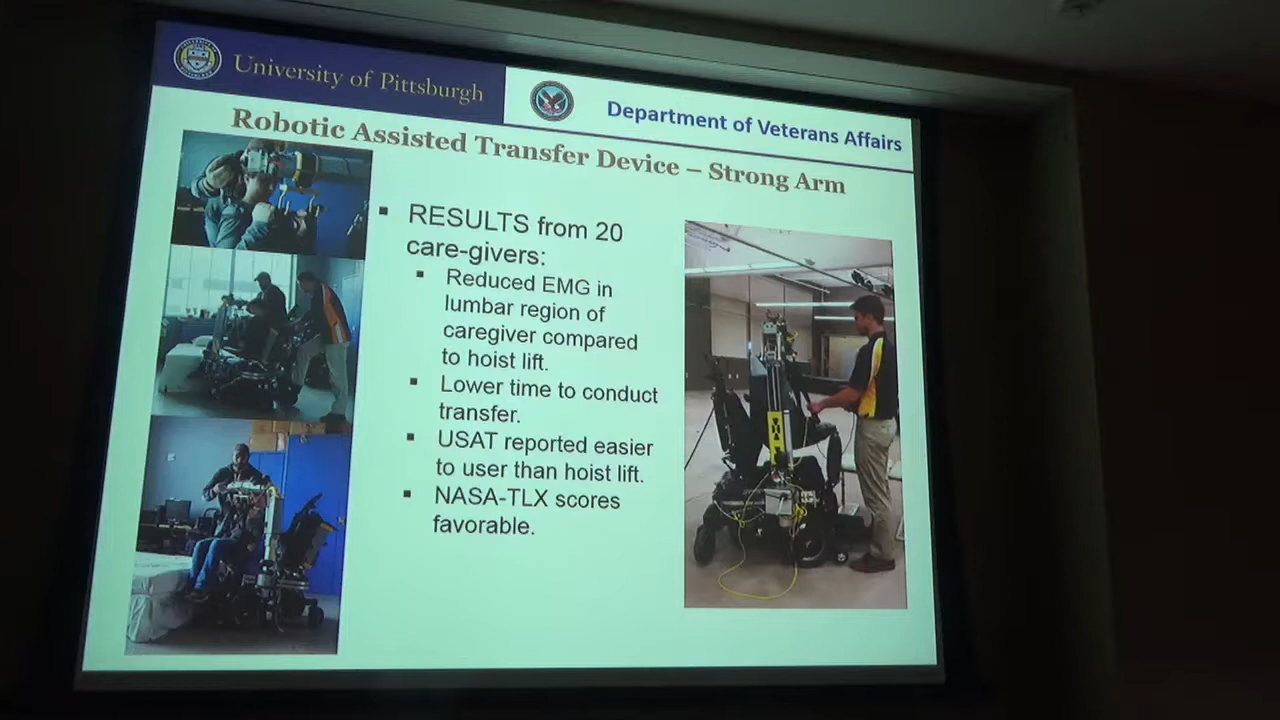 University of Pittsburgh
Department of Veterans Affairs
Robotic Assisted Transfer Device – Strong Arm
▪ RESULTS from 20
care-givers:
▪ Reduced EMG in
lumbar region of
caregiver compared
to hoist lift.
▪ Lower time to conduct
transfer.
▪ USAT reported easier
to user than hoist lift.
▪ NASA-TLX scores
favorable.